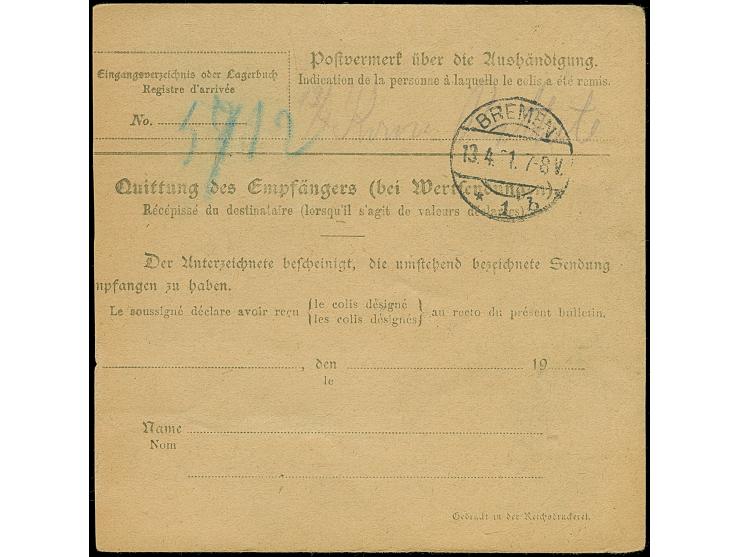 Postvermerk über die Aushändigung.
Indication de la personne à laquelle le colis a été remis.
Eingangsverzeichnis oder Lagerbuch
Registre d'arrivée
No. 5712
BREMEN
13.4.-1.7-8V.
* 1 z. *
Quittung des Empfängers (bei Wertsendungen)
Récépissé du destinataire (lorsqu'il s'agit de valeurs déclarées)
Der Unterzeichnete bescheinigt, die umstehend bezeichnete Sendung
mpfangen zu haben.
Le soussigné déclare avoir reçu {le colis désigné / les colis désignés} au recto du présent bulletin.
, den 19
le
Name
Nom
Gedruckt in der Reichsdruckerei.